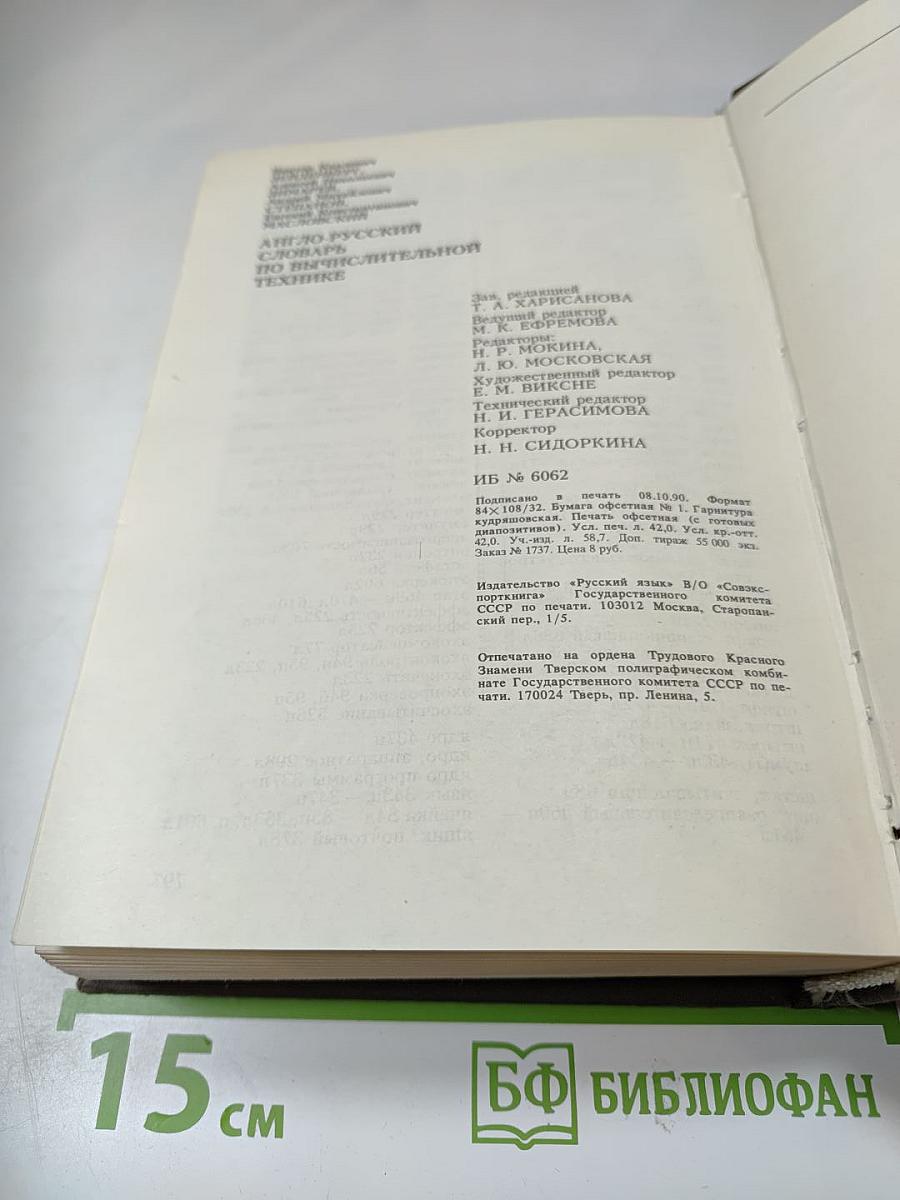 Евгений Константинович
МАСЛОВСКИЙ
АНГЛО-РУССКИЙ
СЛОВАРЬ
ПО ВЫЧИСЛИТЕЛЬНОЙ
ТЕХНИКЕ
Зав. редакцией
Т. А. ХАРИСАНОВА
Ведущий редактор
М. К. ЕФРЕМОВА
Редакторы:
Н. Р. МОКИНА,
Л. Ю. МОСКОВСКАЯ
Художественный редактор
Е. М. ВИКСНЕ
Технический редактор
Н. И. ГЕРАСИМОВА
Корректор
Н. Н. СИДОРКИНА
ИБ № 6062
Подписано в печать 08.10.90. Формат
84×108/32. Бумага офсетная № 1. Гарнитура
кудряшовская. Печать офсетная (с готовых
диапозитивов). Усл. печ. л. 42,0. Усл. кр.-отт.
42,0. Уч.-изд. л. 58,7. Доп. тираж 55 000 экз.
Заказ № 1737. Цена 8 руб.
Издательство «Русский язык» В/О «Совэкс-
порткнига» Государственного комитета
СССР по печати. 103012 Москва, Старопан-
ский пер., 1/5.
Отпечатано на ордена Трудового Красного
Знамени Тверском полиграфическом комби-
нате Государственного комитета СССР по пе-
чати. 170024 Тверь, пр. Ленина, 5.
15 см
БФ БИБЛИОФАН